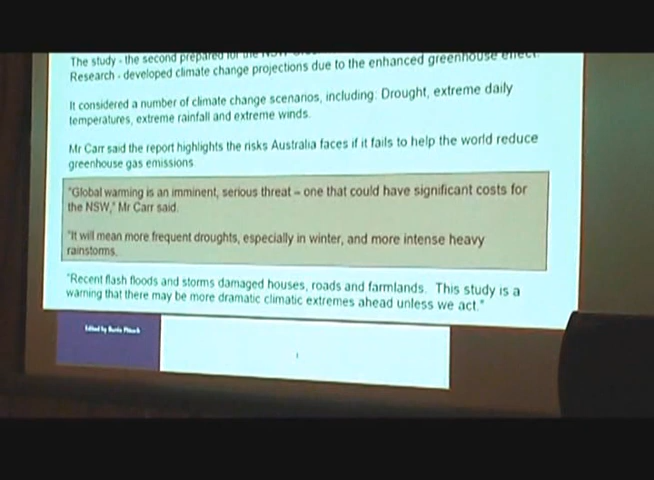 The study - the second prepared for the NSW
Research - developed climate change projections due to the enhanced greenhouse effect.
It considered a number of climate change scenarios, including: Drought, extreme daily
temperatures, extreme rainfall and extreme winds.
Mr Carr said the report highlights the risks Australia faces if it fails to help the world reduce
greenhouse gas emissions
"Global warming is an imminent, serious threat – one that could have significant costs for
the NSW," Mr Carr said.
"It will mean more frequent droughts, especially in winter, and more intense heavy
rainstorms.
"Recent flash floods and storms damaged houses, roads and farmlands. This study is a
warning that there may be more dramatic climatic extremes ahead unless we act."
Edited by